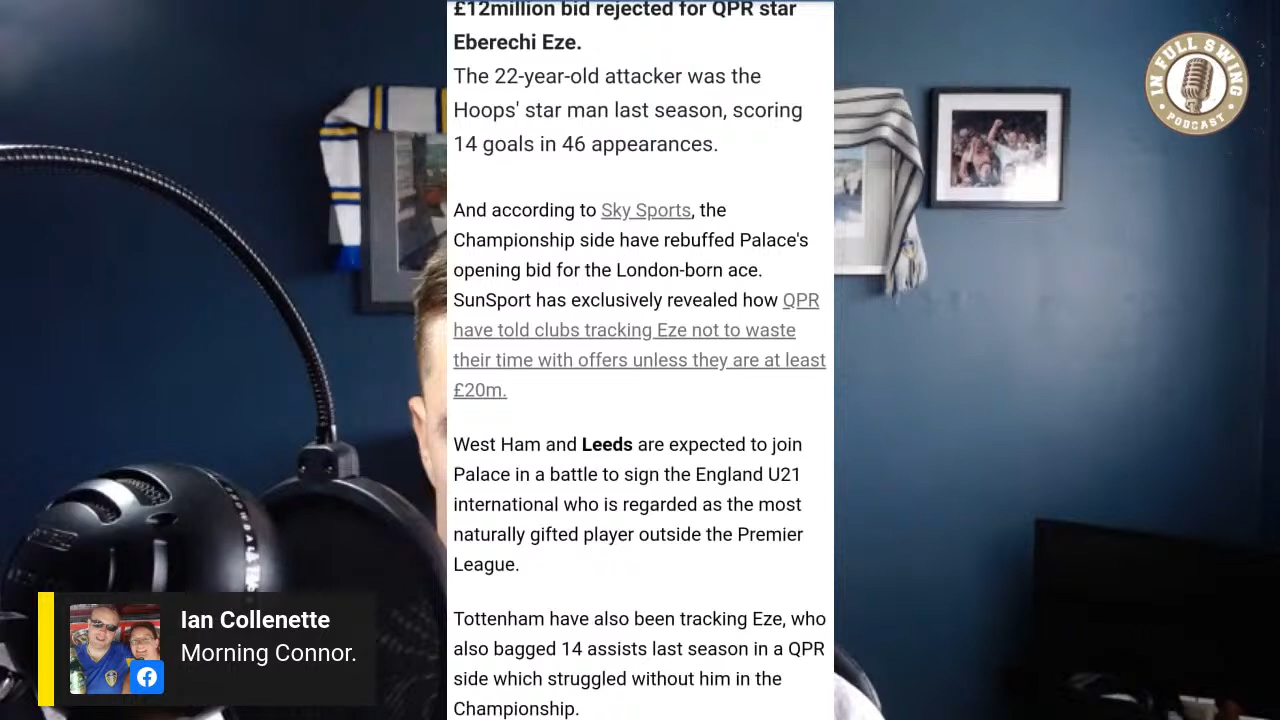 £12million bid rejected for QPR star
Eberechi Eze.
The 22-year-old attacker was the
Hoops' star man last season, scoring
14 goals in 46 appearances.
And according to Sky Sports, the
Championship side have rebuffed Palace's
opening bid for the London-born ace.
SunSport has exclusively revealed how QPR
have told clubs tracking Eze not to waste
their time with offers unless they are at least
£20m.
West Ham and Leeds are expected to join
Palace in a battle to sign the England U21
international who is regarded as the most
naturally gifted player outside the Premier
League.
Tottenham have also been tracking Eze, who
also bagged 14 assists last season in a QPR
side which struggled without him in the
Championship.
IN FULL SWING
PODCAST
Ian Collenette
Morning Connor.